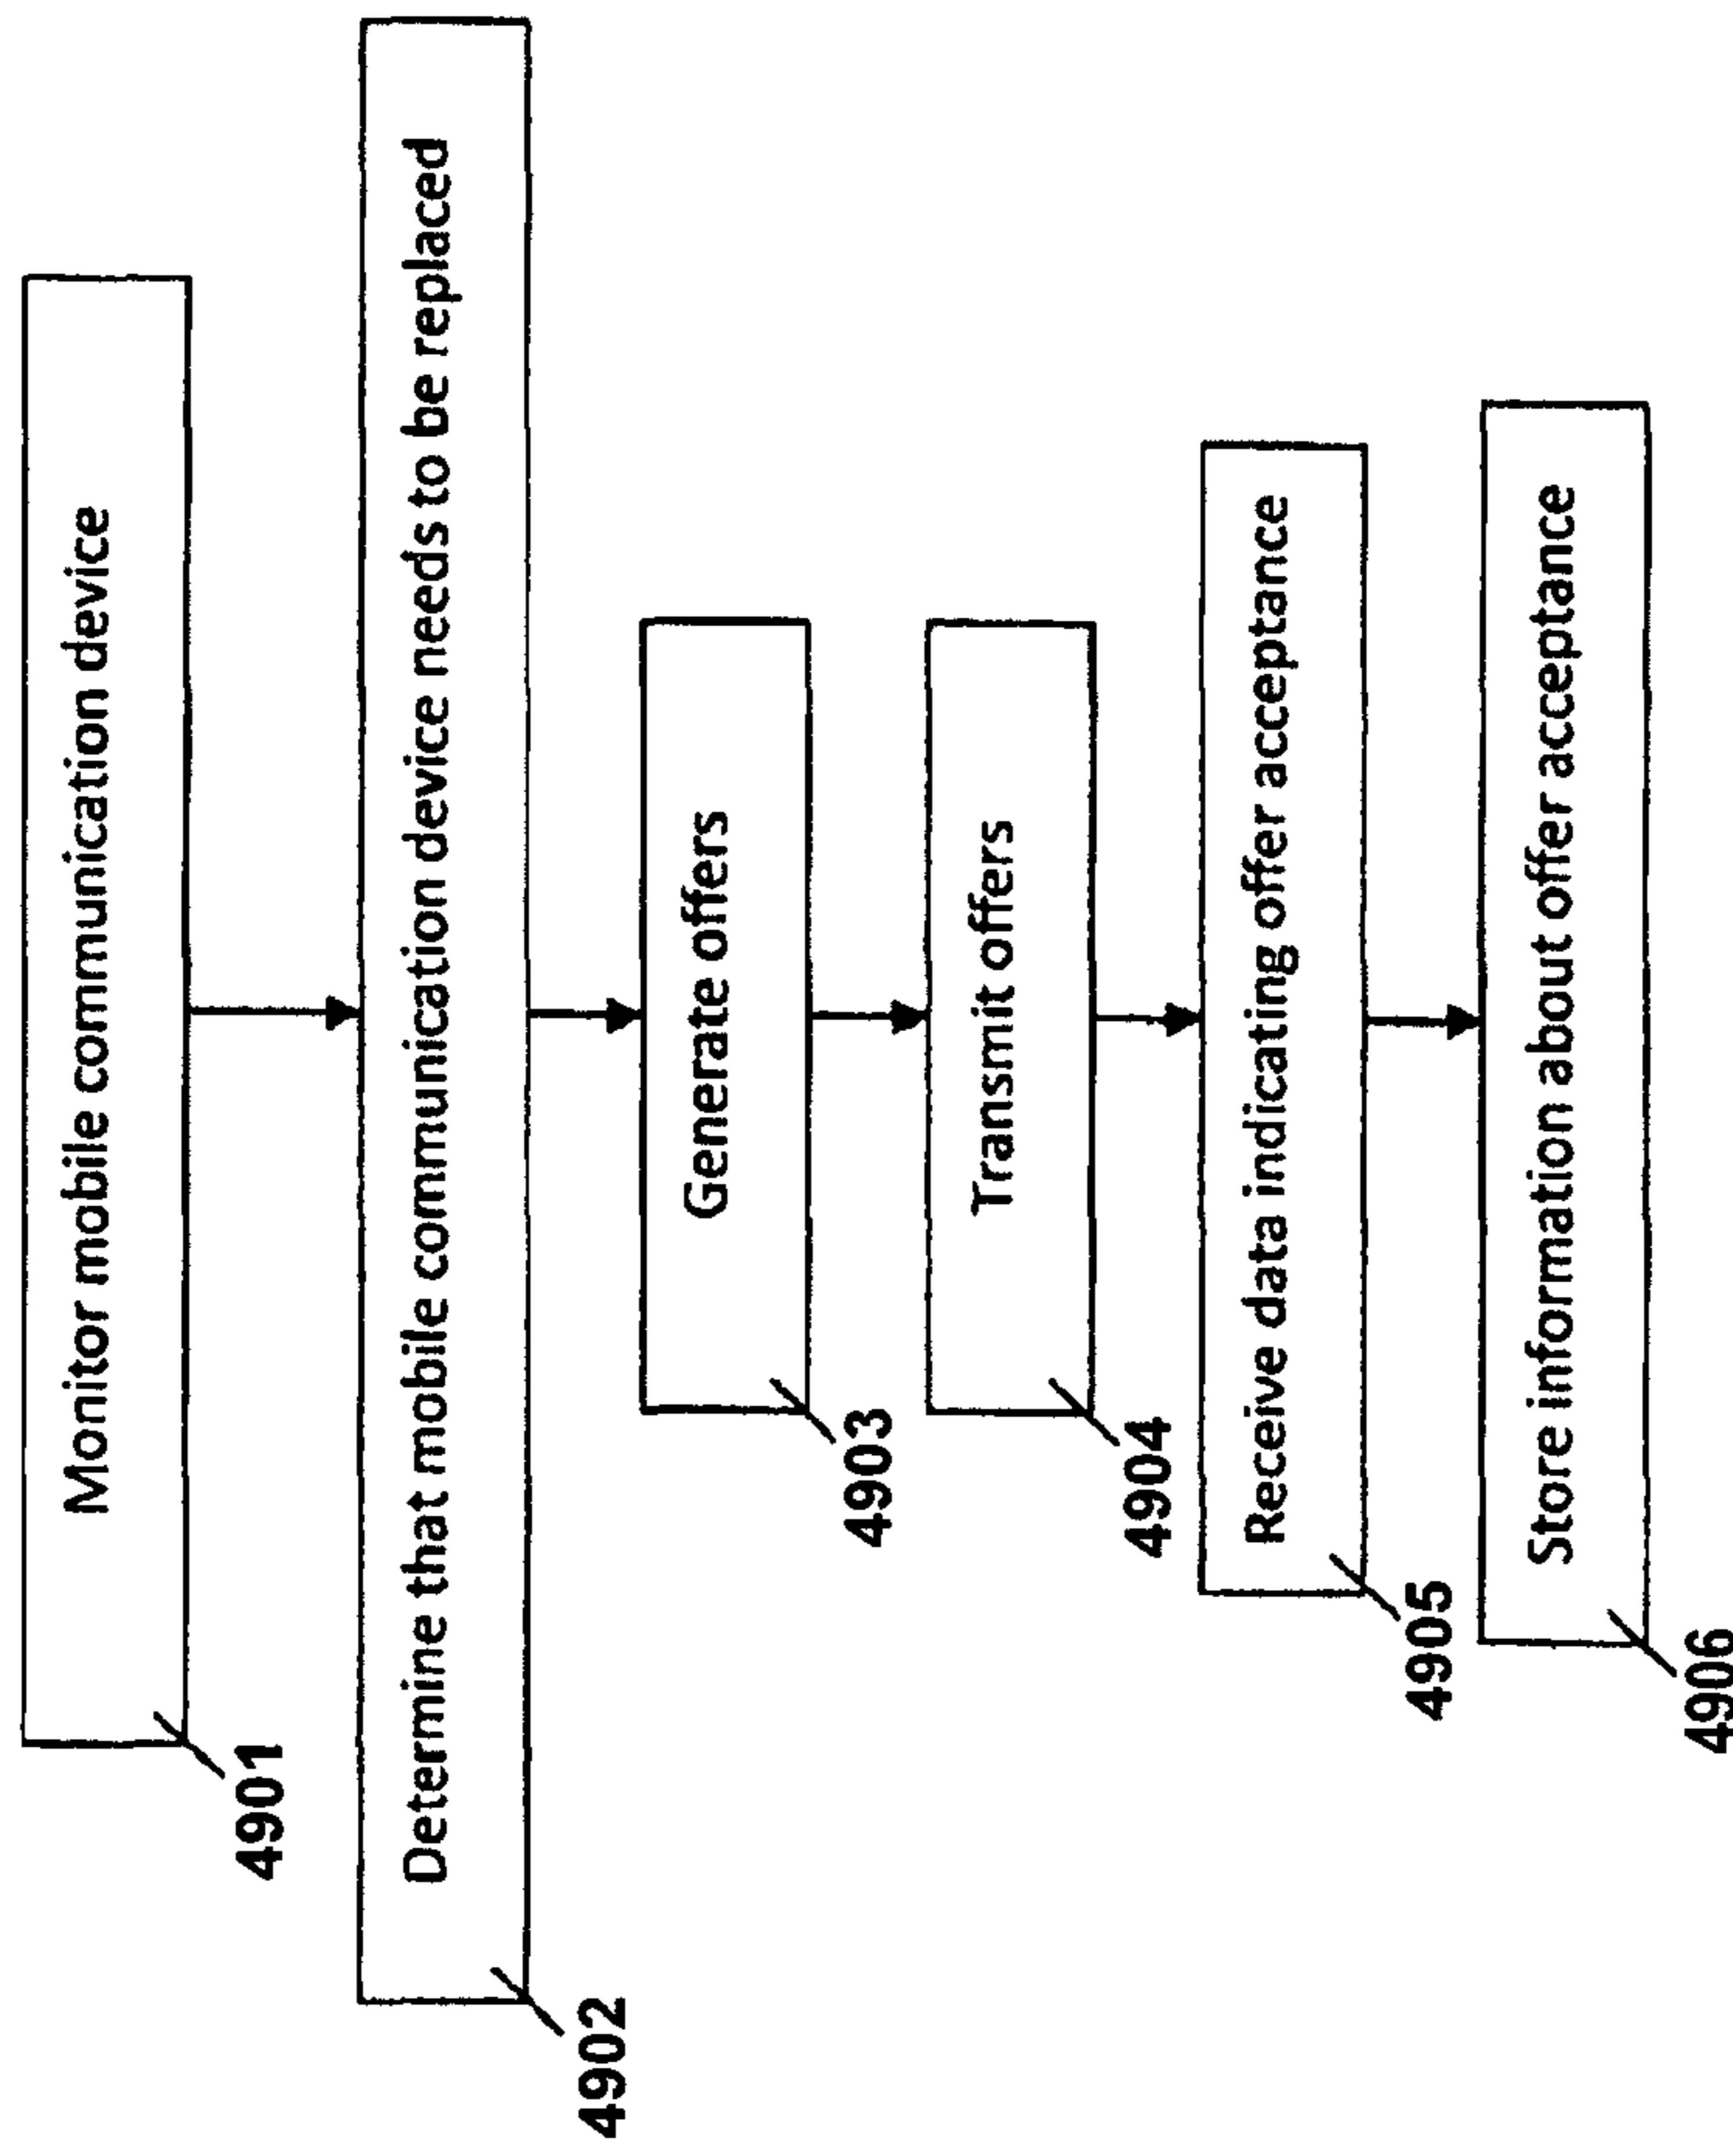 Monitor mobile communication device
4901
Determine that mobile communication device needs to be replaced
4902
Generate offers
4903
Transmit offers
4904
Receive data indicating offer acceptance
4905
Store information about offer acceptance
4906